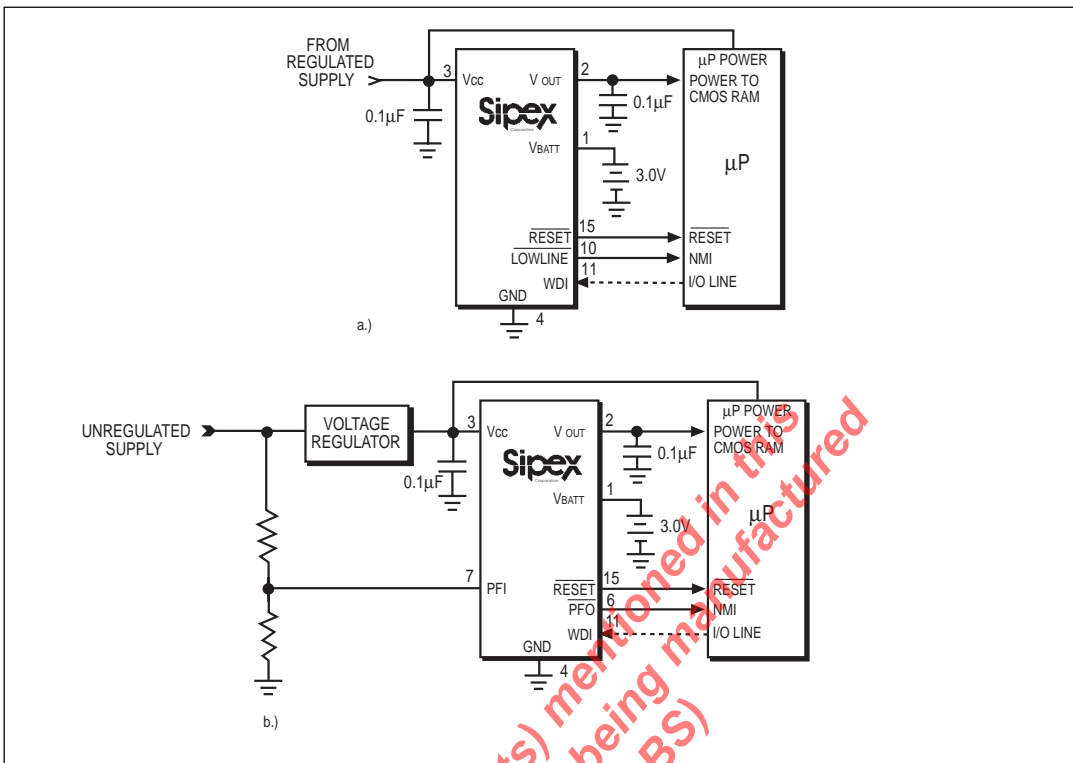 FROM
REGULATED
SUPPLY
3
VCC
0.1µF
V OUT
2
0.1µF
Sipex
Corporation
VBATT
1
3.0V
RESET
15
LOWLINE
10
WDI
11
GND
4
µP POWER
POWER TO
CMOS RAM
µP
RESET
NMI
I/O LINE
a.)
UNREGULATED
SUPPLY
VOLTAGE
REGULATOR
3
VCC
0.1µF
V OUT
2
0.1µF
Sipex
Corporation
VBATT
1
3.0V
7
PFI
RESET
15
PFO
6
WDI
11
GND
4
µP POWER
POWER TO
CMOS RAM
µP
RESET
NMI
I/O LINE
b.)
ts) mentioned in this
being manufactured
BS)